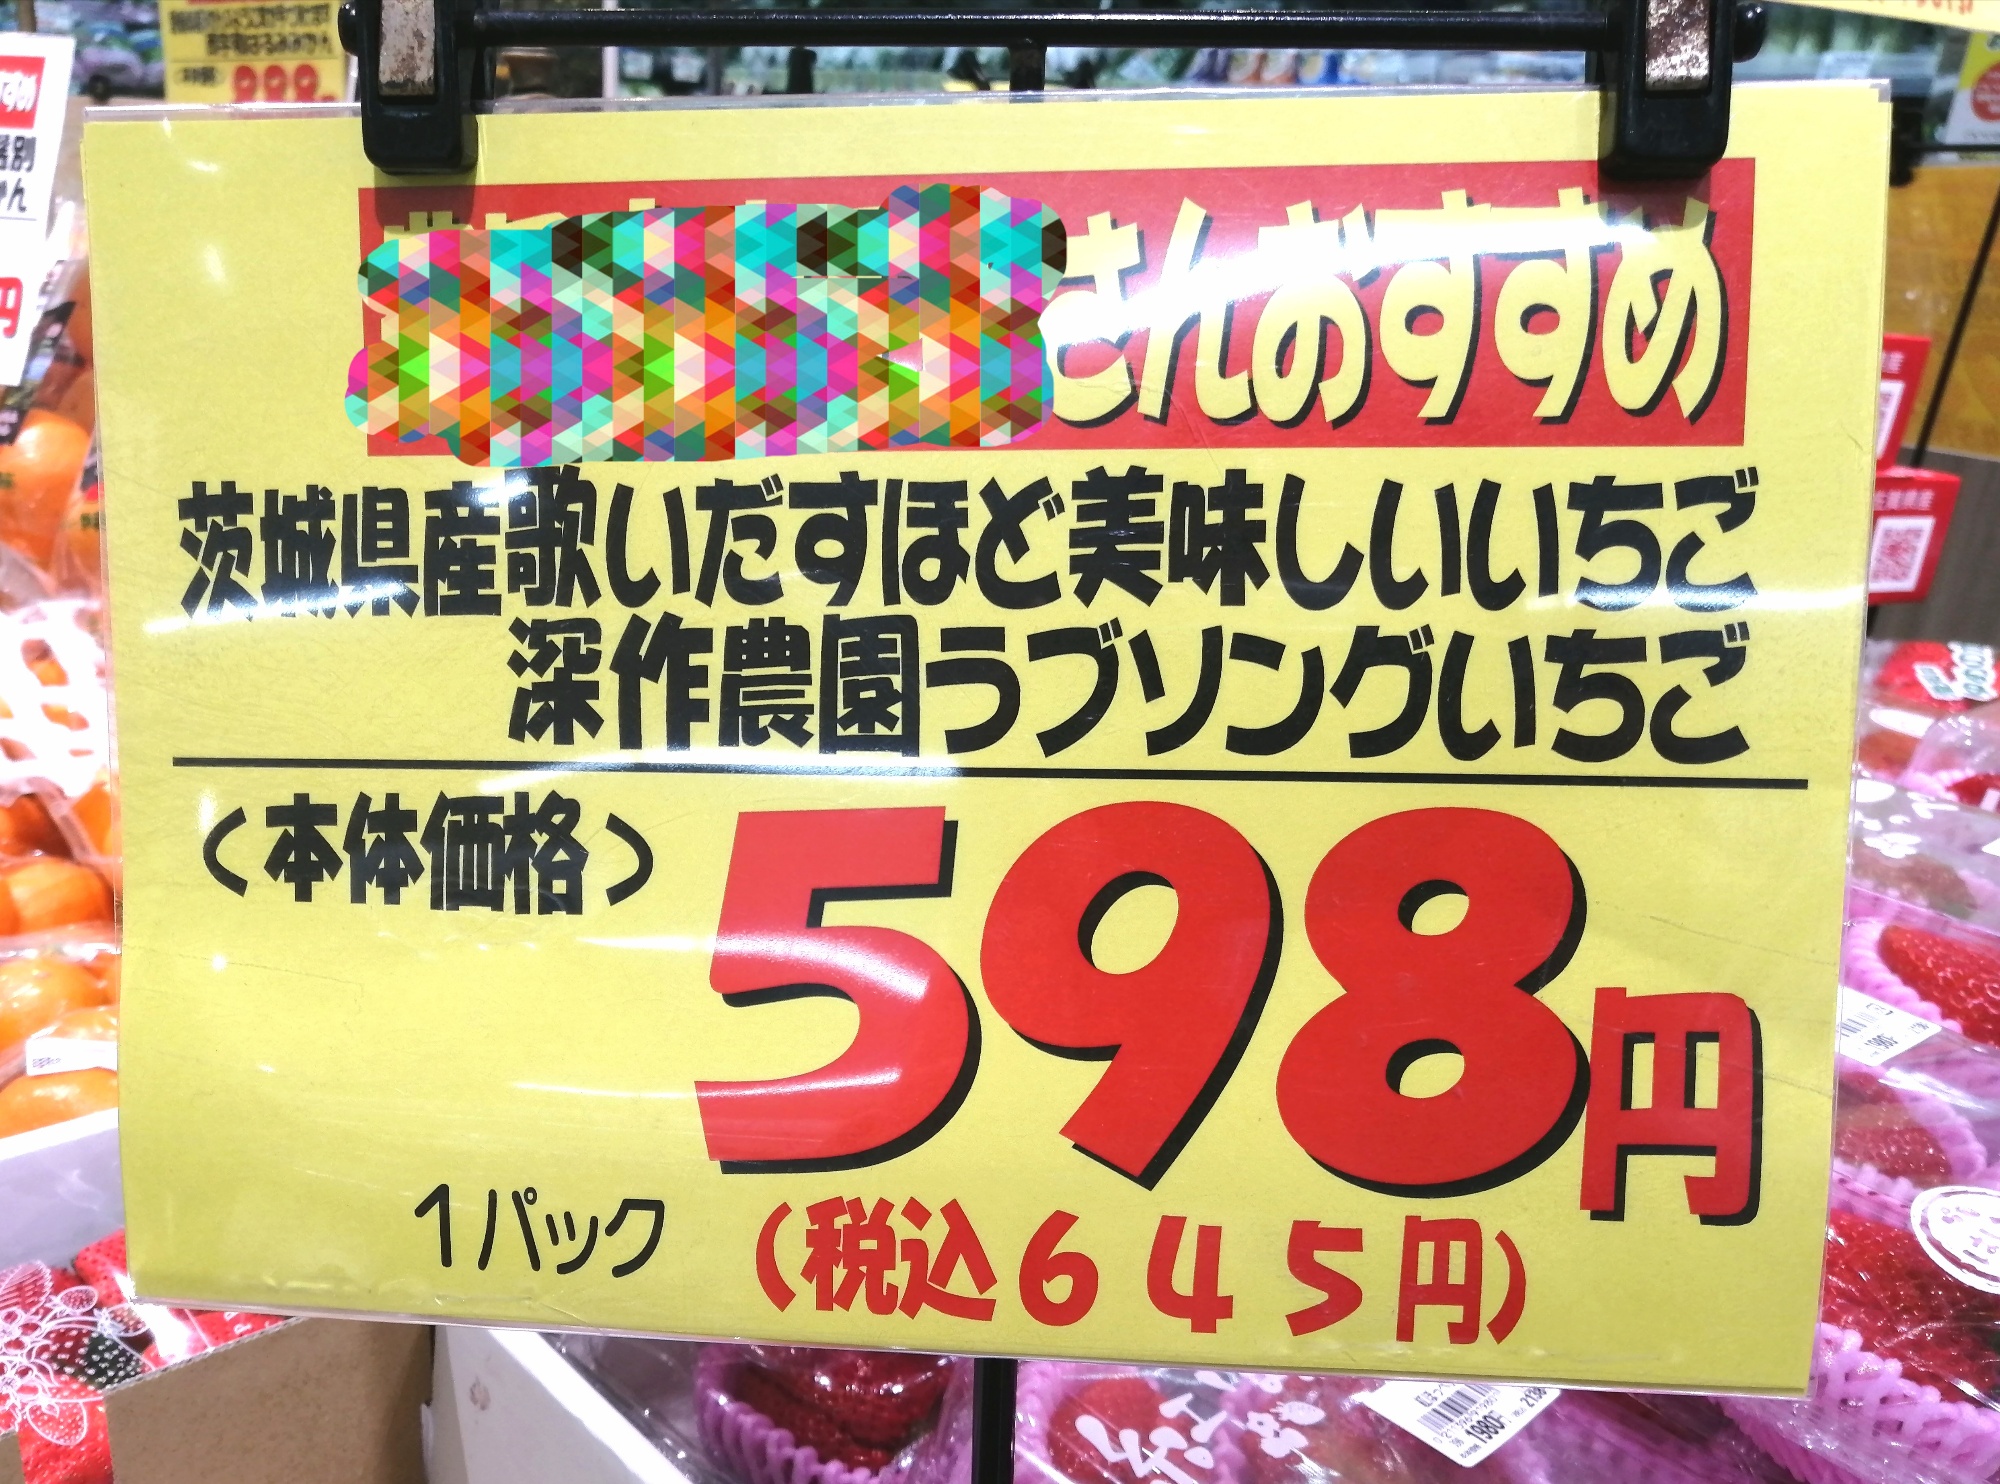 さんおすすめ
茨城県産歌いだすほど美味しいいちご
深作農園うブソングいちご
(本体価格)
598円
1パック
(税込645円)